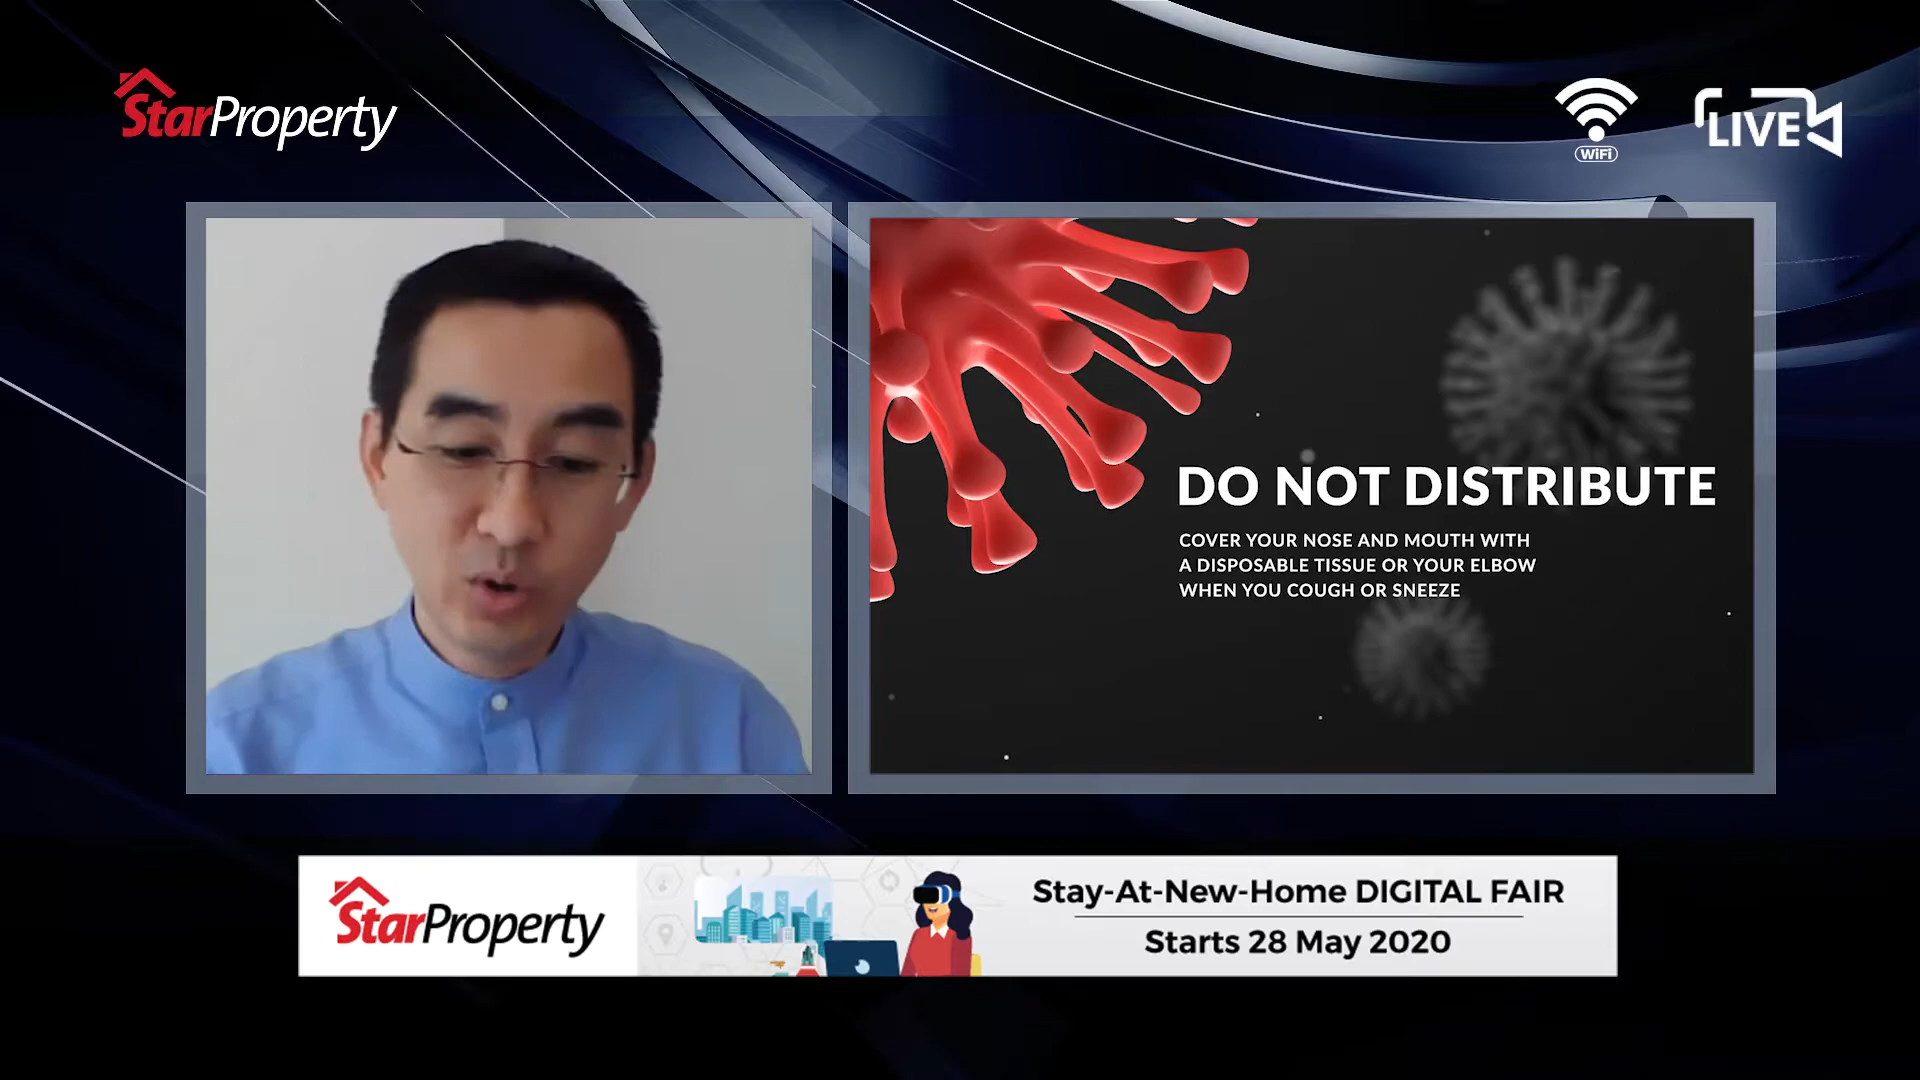 StarProperty
WiFi
LIVE
DO NOT DISTRIBUTE
COVER YOUR NOSE AND MOUTH WITH
A DISPOSABLE TISSUE OR YOUR ELBOW
WHEN YOU COUGH OR SNEEZE
StarProperty
Stay-At-New-Home DIGITAL FAIR
Starts 28 May 2020